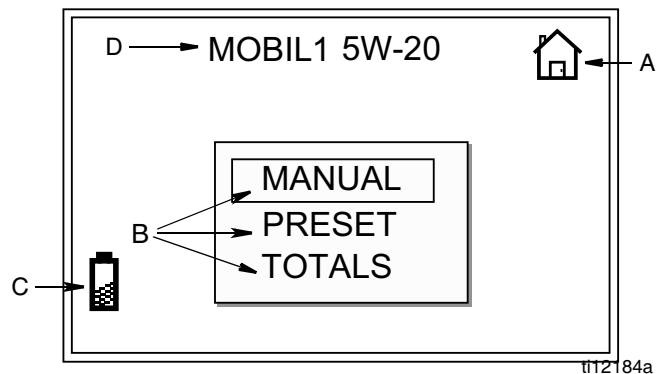 D MOBIL1 5W-20
A
MANUAL
B PRESET
TOTALS
C
ti12184a